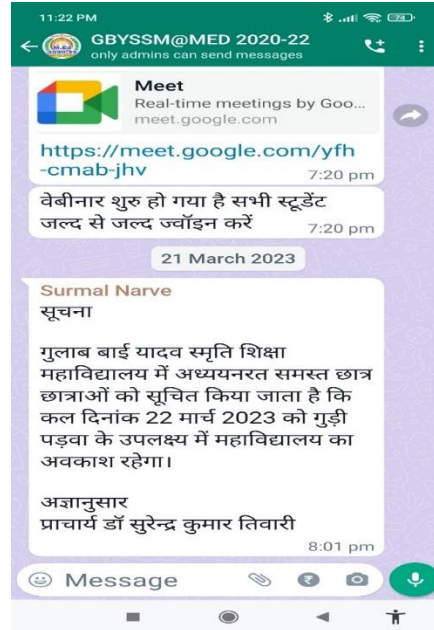 11:22 PM
74
GBYSSM@MED 2020-22
only admins can send messages
Meet
Real-time meetings by Goo...
meet.google.com
https://meet.google.com/yfh
-cmab-jhv
7:20 pm
वेबीनार शुरु हो गया है सभी स्टूडेंट
जल्द से जल्द ज्वॉइन करें
7:20 pm
21 March 2023
Surmal Narve
सूचना
गुलाब बाई यादव स्मृति शिक्षा
महाविद्यालय में अध्ययनरत समस्त छात्र
छात्राओं को सूचित किया जाता है कि
कल दिनांक 22 मार्च 2023 को गुड़ी
पड़वा के उपलक्ष्य में महाविद्यालय का
अवकाश रहेगा।
अज्ञानुसार
प्राचार्य डॉ सुरेन्द्र कुमार तिवारी
8:01 pm
Message